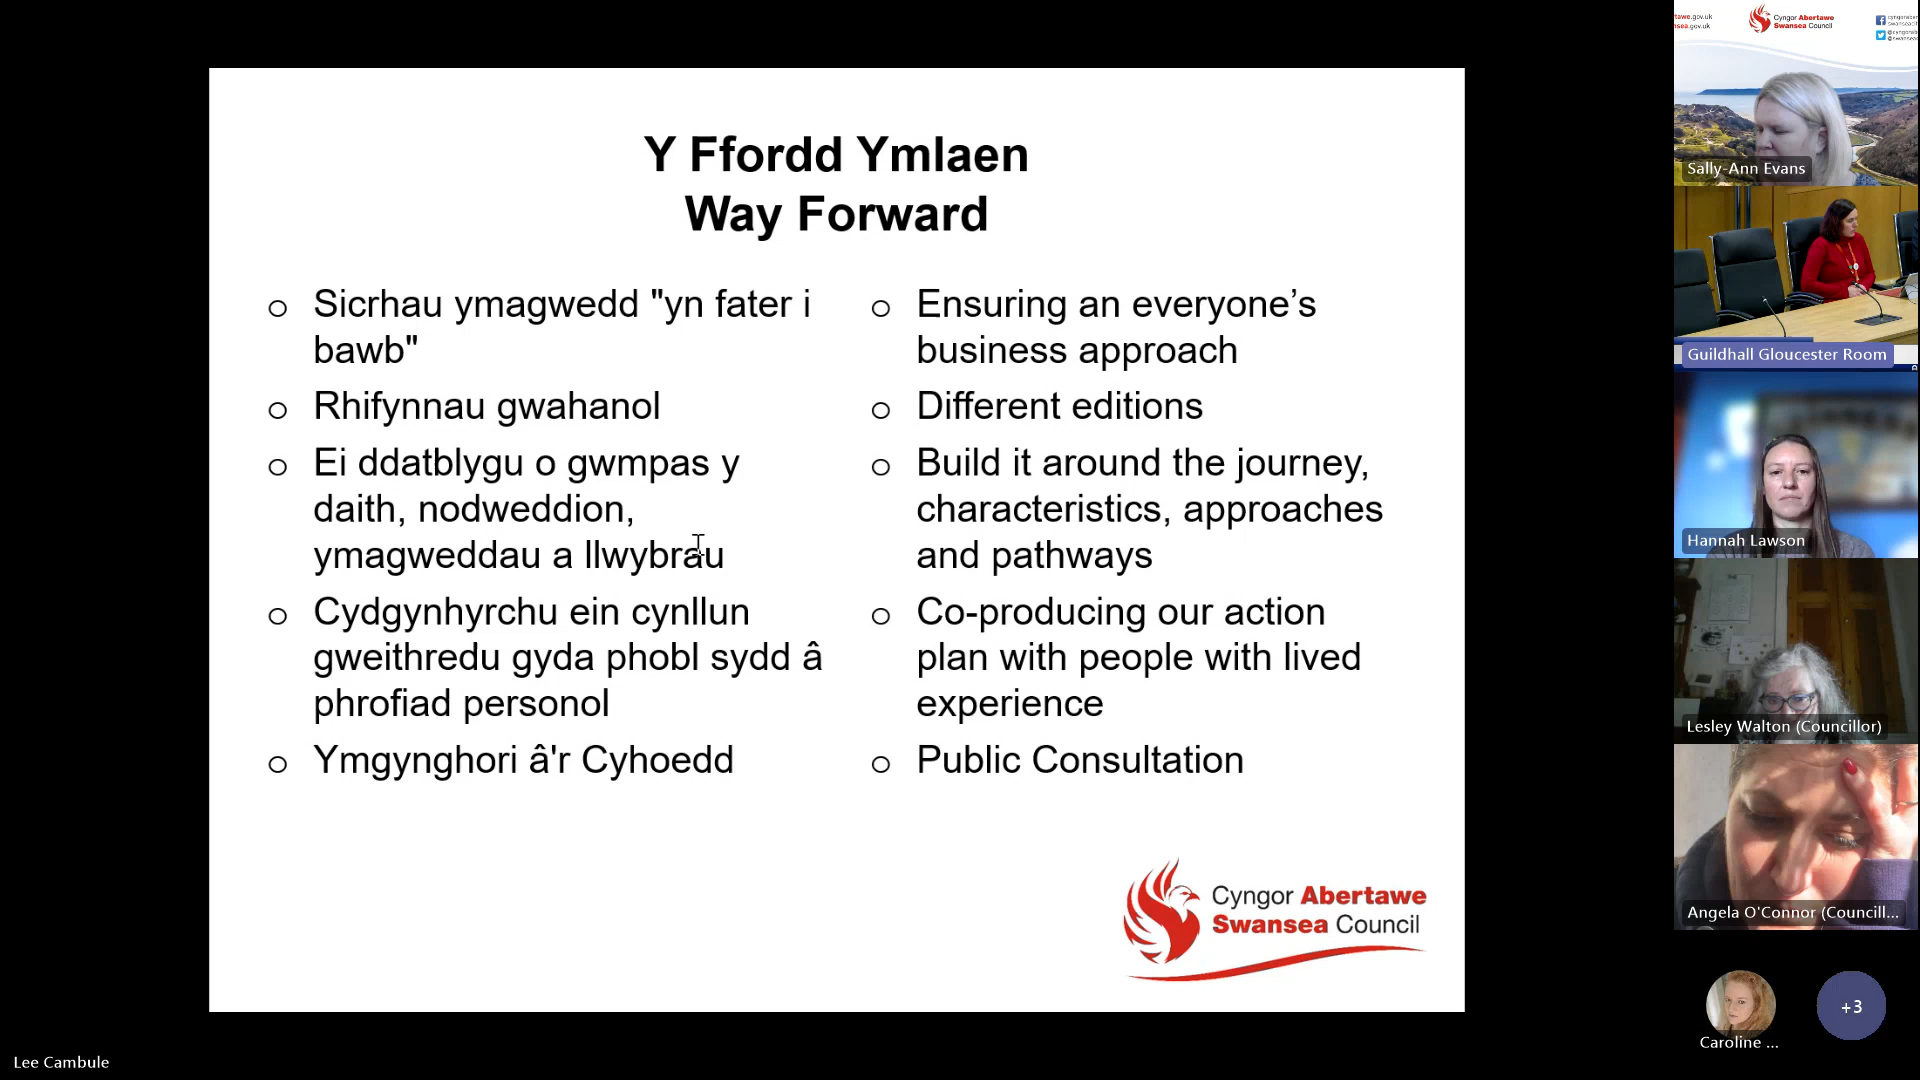 Y Ffordd Ymlaen
Way Forward
Sicrhau ymagwedd "yn fater i
bawb"
Rhifynnau gwahanol
Ei ddatblygu o gwmpas y
daith, nodweddion,
ymagweddau a llwybrau
Cydgynhyrchu ein cynllun
gweithredu gyda phobl sydd â
phrofiad personol
Ymgynghori â'r Cyhoedd
Ensuring an everyone’s
business approach
Different editions
Build it around the journey,
characteristics, approaches
and pathways
Co-producing our action
plan with people with lived
experience
Public Consultation
Cyngor Abertawe
Swansea Council
Lee Cambule
Cyngor Abertawe
Swansea Council
Sally-Ann Evans
Guildhall Gloucester Room
Hannah Lawson
Lesley Walton (Councillor)
Angela O'Connor (Councill...
Caroline ...
+3